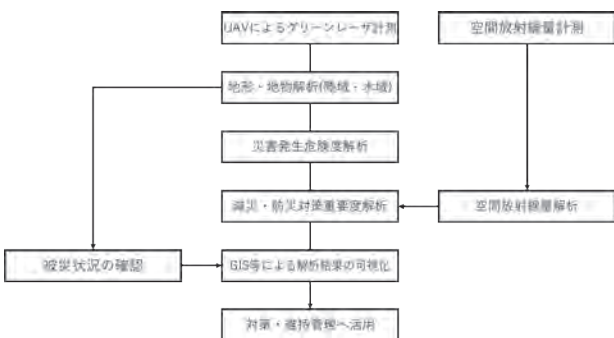 UAVによるグリーンレーザ計測
空間放射線量計測
地形・地物解析(陸域・水域)
災害発生危険度解析
減災・防災対策重要度解析
空間放射線量解析
被災状況の確認
GIS等による解析結果の可視化
対策・維持管理へ活用